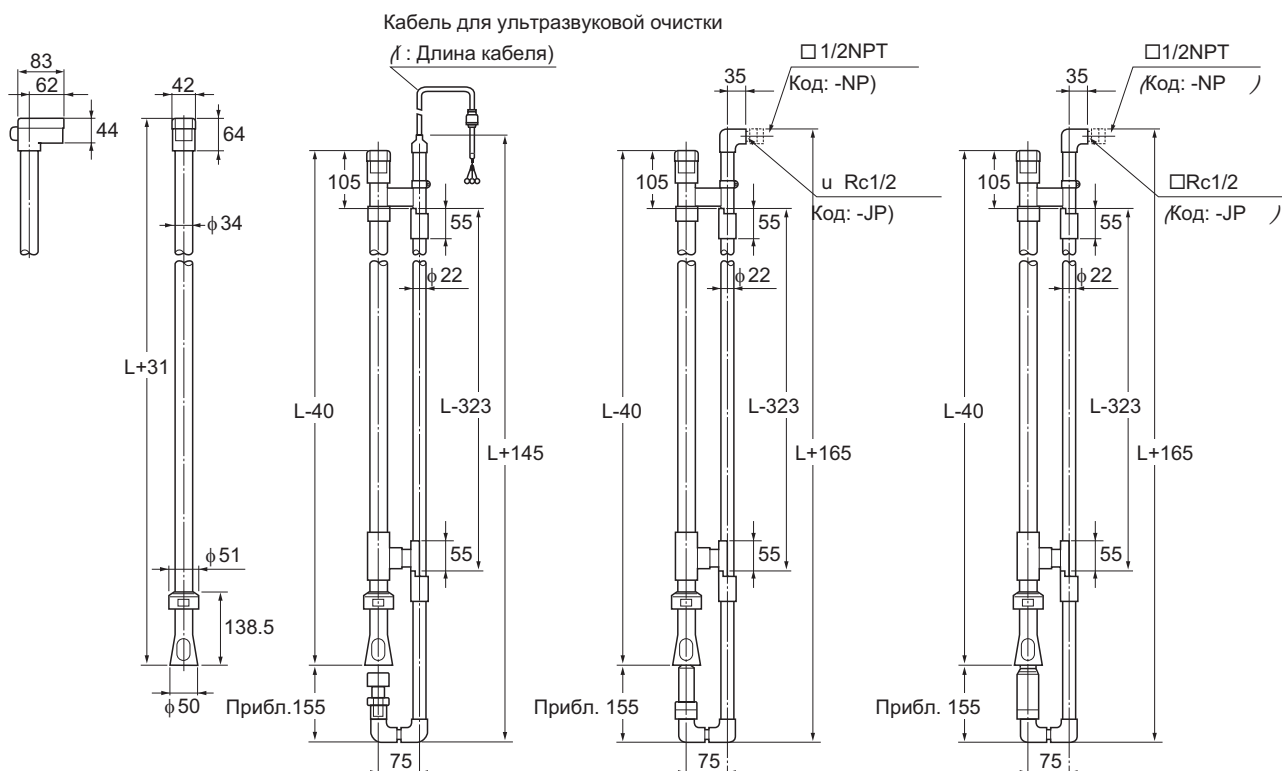 Кабель для ультразвуковой очистки
(ℓ : Длина кабеля)
83
62
44
42
64
ϕ34
L+31
ϕ51
138.5
ϕ50
105
55
ϕ22
L-40
L-323
L+145
55
Прибл.155
75
□1/2NPT
Код: -NP)
35
u Rc1/2
Код: -JP)
105
55
ϕ22
L-40
L-323
L+165
55
Прибл. 155
75
□1/2NPT
(Код: -NP )
35
□Rc1/2
(Код: -JP )
105
55
ϕ22
L-40
L-323
L+165
55
Прибл. 155
75